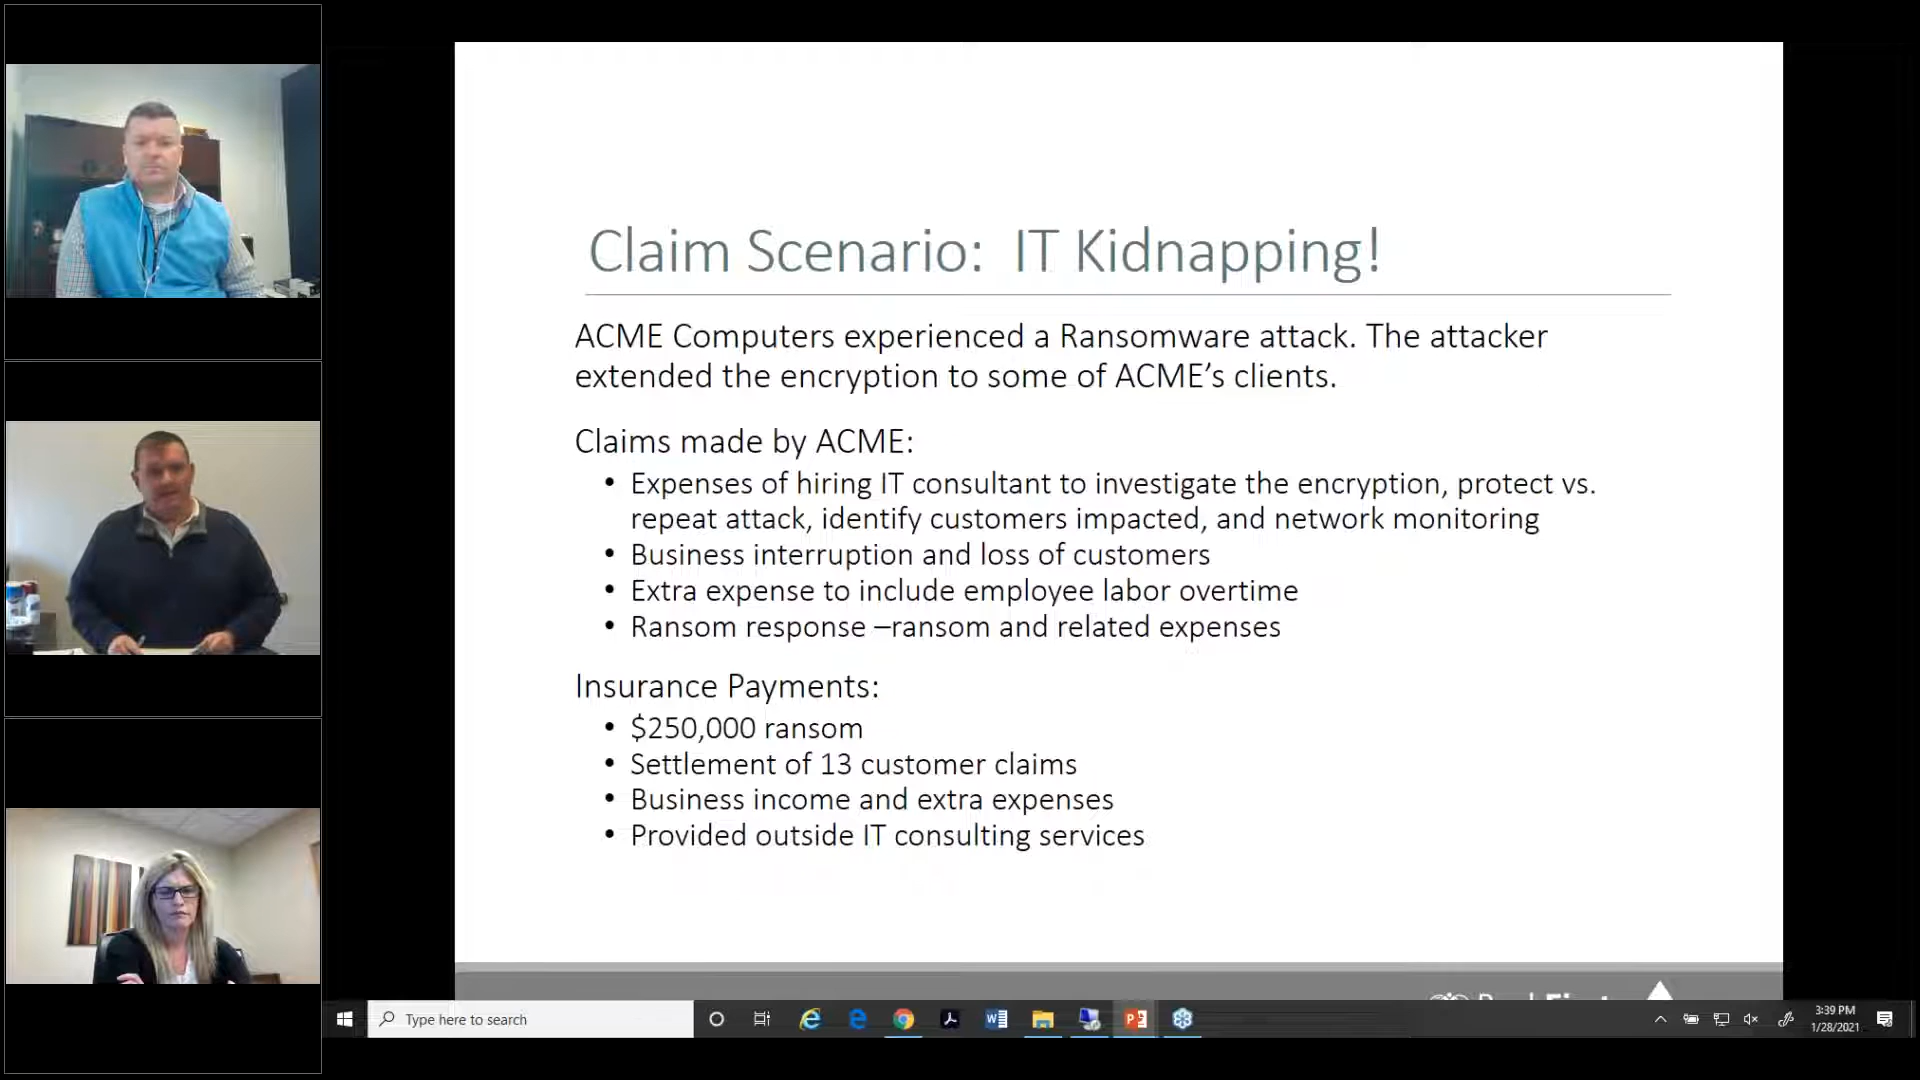 Claim Scenario:  IT Kidnapping!
ACME Computers experienced a Ransomware attack. The attacker
extended the encryption to some of ACME’s clients.
Claims made by ACME:
• Expenses of hiring IT consultant to investigate the encryption, protect vs.
repeat attack, identify customers impacted, and network monitoring
• Business interruption and loss of customers
• Extra expense to include employee labor overtime
• Ransom response –ransom and related expenses
Insurance Payments:
• $250,000 ransom
• Settlement of 13 customer claims
• Business income and extra expenses
• Provided outside IT consulting services
Type here to search
3:39 PM
1/28/2021